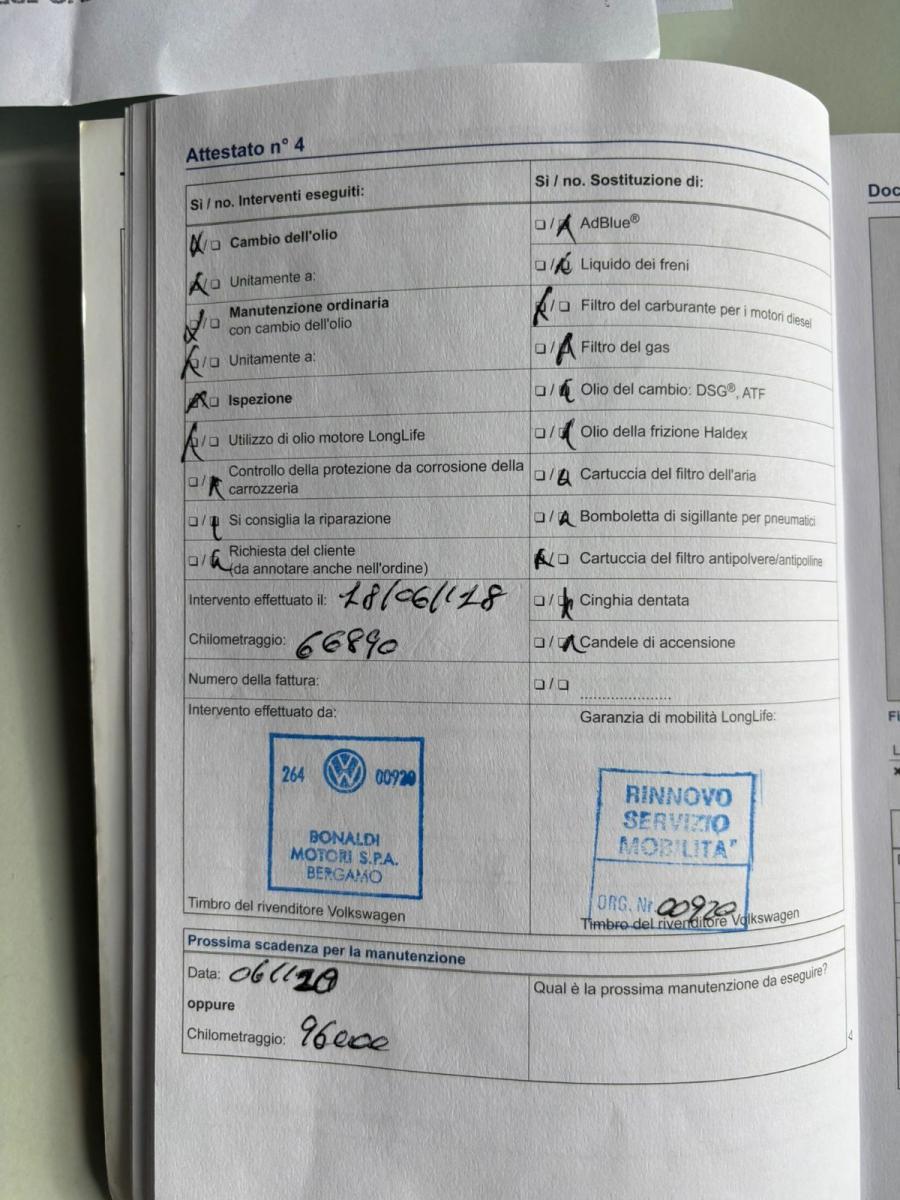 Attestato n° 4
Sì / no. Interventi eseguiti:
Cambio dell'olio
Unitamente a:
Manutenzione ordinaria
con cambio dell'olio
Unitamente a:
Ispezione
Utilizzo di olio motore LongLife
Controllo della protezione da corrosione della
carrozzeria
Si consiglia la riparazione
Richiesta del cliente
(da annotare anche nell'ordine)
Intervento effettuato il: 18/06/18
Chilometraggio: 66890
Numero della fattura:
Intervento effettuato da:
264 00920
BONALDI
MOTORI S.P.A.
BERGAMO
Timbro del rivenditore Volkswagen
Sì / no. Sostituzione di:
AdBlue®
Liquido dei freni
Filtro del carburante per i motori diesel
Filtro del gas
Olio del cambio: DSG®, ATF
Olio della frizione Haldex
Cartuccia del filtro dell'aria
Bomboletta di sigillante per pneumatici
Cartuccia del filtro antipolvere/antipolline
Cinghia dentata
Candele di accensione
....................
Garanzia di mobilità LongLife:
RINNOVO
SERVIZIO
MOBILITA'
ORG. Nr. 00920
Timbro del rivenditore Volkswagen
Prossima scadenza per la manutenzione
Data:
oppure
Chilometraggio: 96000
Qual è la prossima manutenzione da eseguire?
Doc